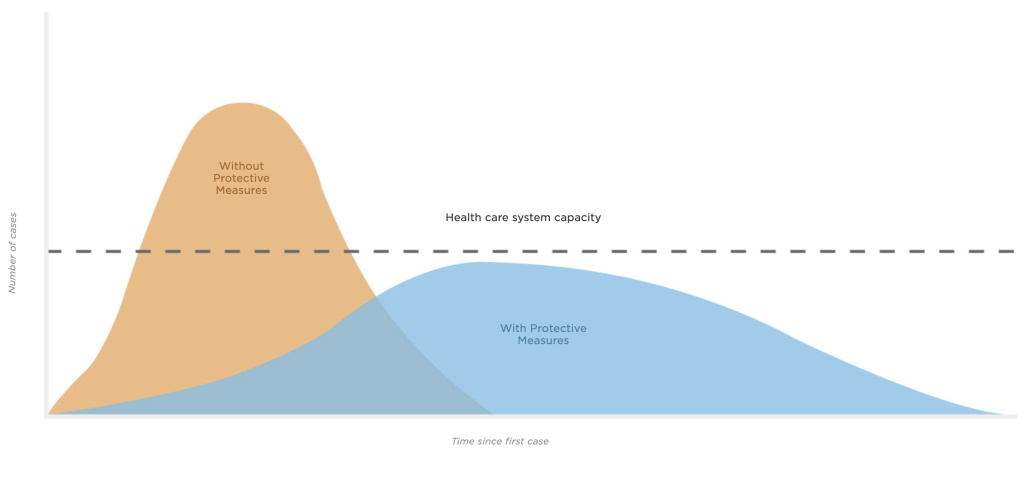 Without
Protective
Measures
Health care system capacity
Number of cases
With Protective
Measures
Time since first case